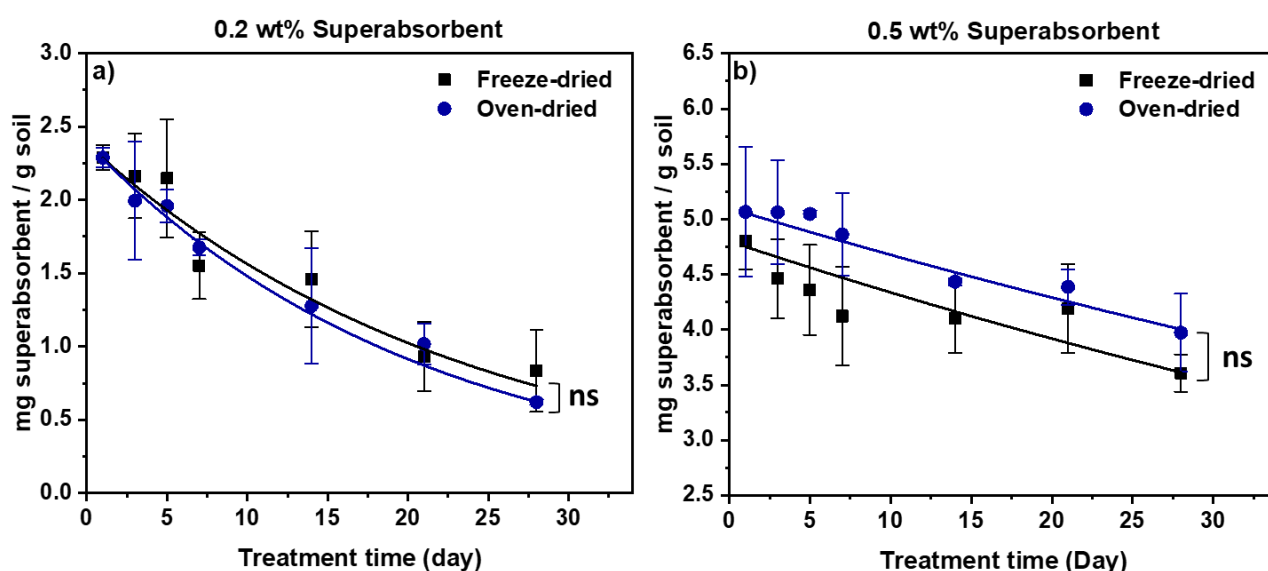 0.2 wt% Superabsorbent
a)
Freeze-dried
Oven-dried
mg superabsorbent / g soil
3.0
2.5
2.0
1.5
1.0
0.5
0.0
ns
0 5 10 15 20 25 30
Treatment time (day)
0.5 wt% Superabsorbent
b)
Freeze-dried
Oven-dried
mg superabsorbent / g soil
6.5
6.0
5.5
5.0
4.5
4.0
3.5
3.0
2.5
ns
0 5 10 15 20 25 30
Treatment time (Day)